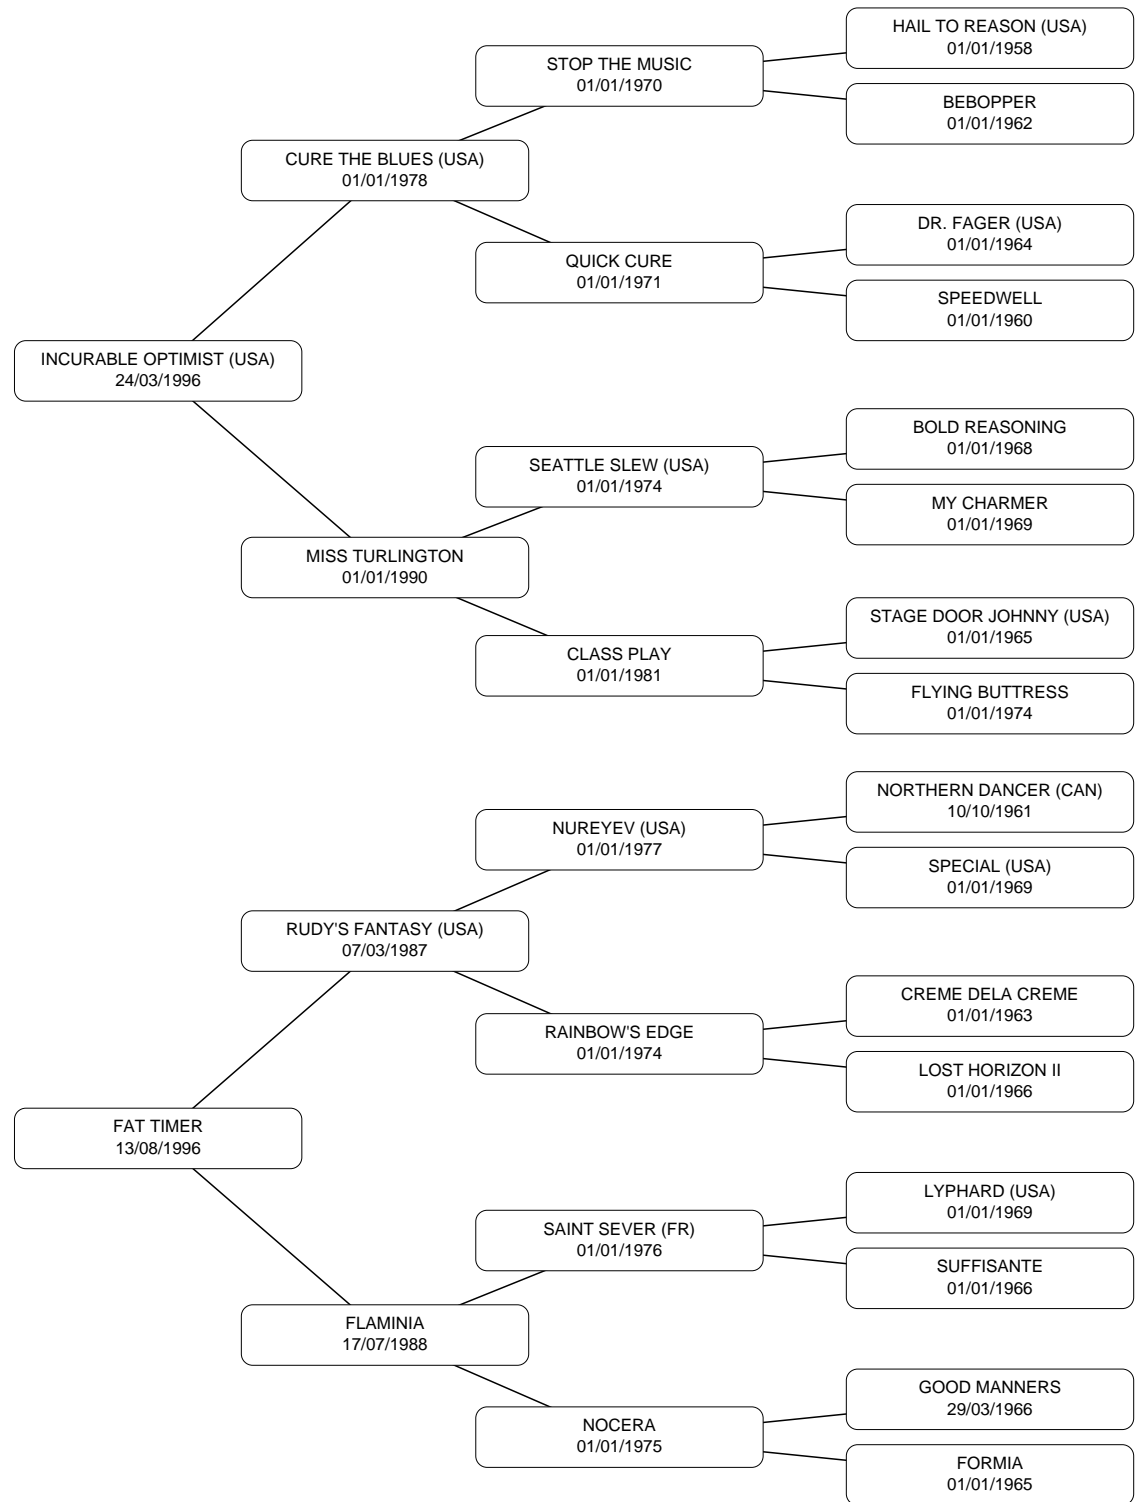 HAIL TO REASON (USA)
01/01/1958
STOP THE MUSIC
01/01/1970
BEBOPPER
01/01/1962
CURE THE BLUES (USA)
01/01/1978
DR. FAGER (USA)
01/01/1964
QUICK CURE
01/01/1971
SPEEDWELL
01/01/1960
INCURABLE OPTIMIST (USA)
24/03/1996
BOLD REASONING
01/01/1968
SEATTLE SLEW (USA)
01/01/1974
MY CHARMER
01/01/1969
MISS TURLINGTON
01/01/1990
STAGE DOOR JOHNNY (USA)
01/01/1965
CLASS PLAY
01/01/1981
FLYING BUTTRESS
01/01/1974
NORTHERN DANCER (CAN)
10/10/1961
NUREYEV (USA)
01/01/1977
SPECIAL (USA)
01/01/1969
RUDY'S FANTASY (USA)
07/03/1987
CREME DELA CREME
01/01/1963
RAINBOW'S EDGE
01/01/1974
LOST HORIZON II
01/01/1966
FAT TIMER
13/08/1996
LYPHARD (USA)
01/01/1969
SAINT SEVER (FR)
01/01/1976
SUFFISANTE
01/01/1966
FLAMINIA
17/07/1988
GOOD MANNERS
29/03/1966
NOCERA
01/01/1975
FORMIA
01/01/1965